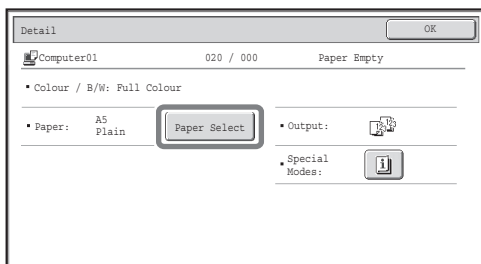 Detail OK
Computer01 020 / 000 Paper Empty
▪ Colour / B/W: Full Colour
▪ Paper: A5 Plain Paper Select ▪ Output:
▪ Special Modes: